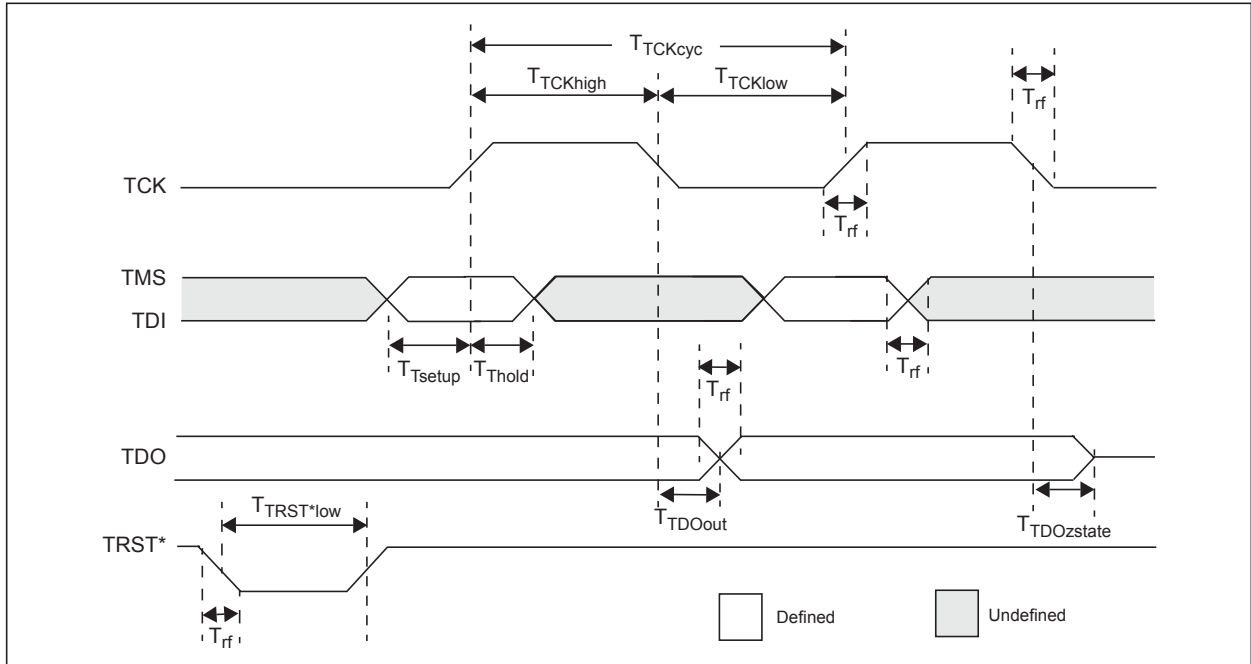 TTCKcyc
TTCKhigh
TTCKlow
Trf
TCK
Trf
TMS
TDI
TTsetup
TThold
Trf
Trf
TDO
TTDOout
TTDOzstate
TTRST*low
TRST*
Trf
Defined
Undefined